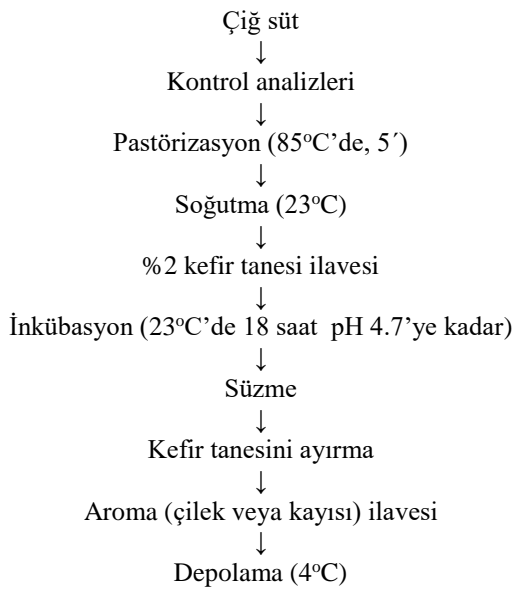 Çiğ süt
↓
Kontrol analizleri
↓
Pastörizasyon (85°C’de, 5´)
↓
Soğutma (23°C)
↓
%2 kefir tanesi ilavesi
↓
İnkübasyon (23°C’de 18 saat  pH 4.7’ye kadar)
↓
Süzme
↓
Kefir tanesini ayırma
↓
Aroma (çilek veya kayısı) ilavesi
↓
Depolama (4°C)